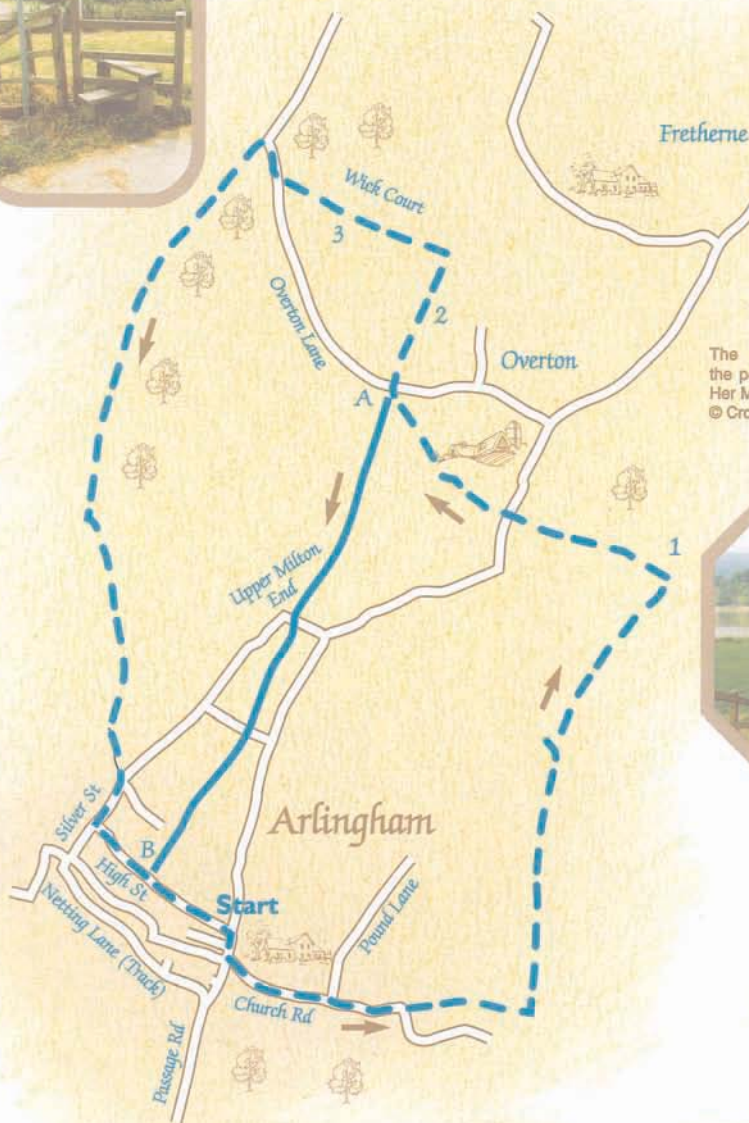 Fretherne
Wick Court
3
2
Overton Lane
Overton
A
The
the p
Her M
© Cro
1
Upper Milton
End
Arlingham
Silver St
B
High St
Start
Netting Lane (Track)
Pound Lane
Church Rd
Passage Rd